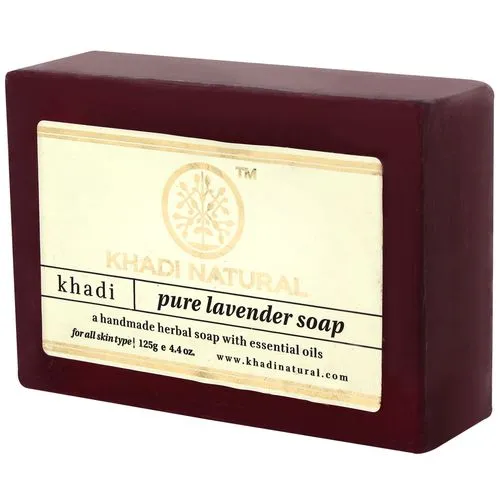 TM
KHADI NATURAL
khadi | pure lavender soap
a handmade herbal soap with essential oils
for all skin type¦ 125g e 4.4 oz.
www.khadinatural.com